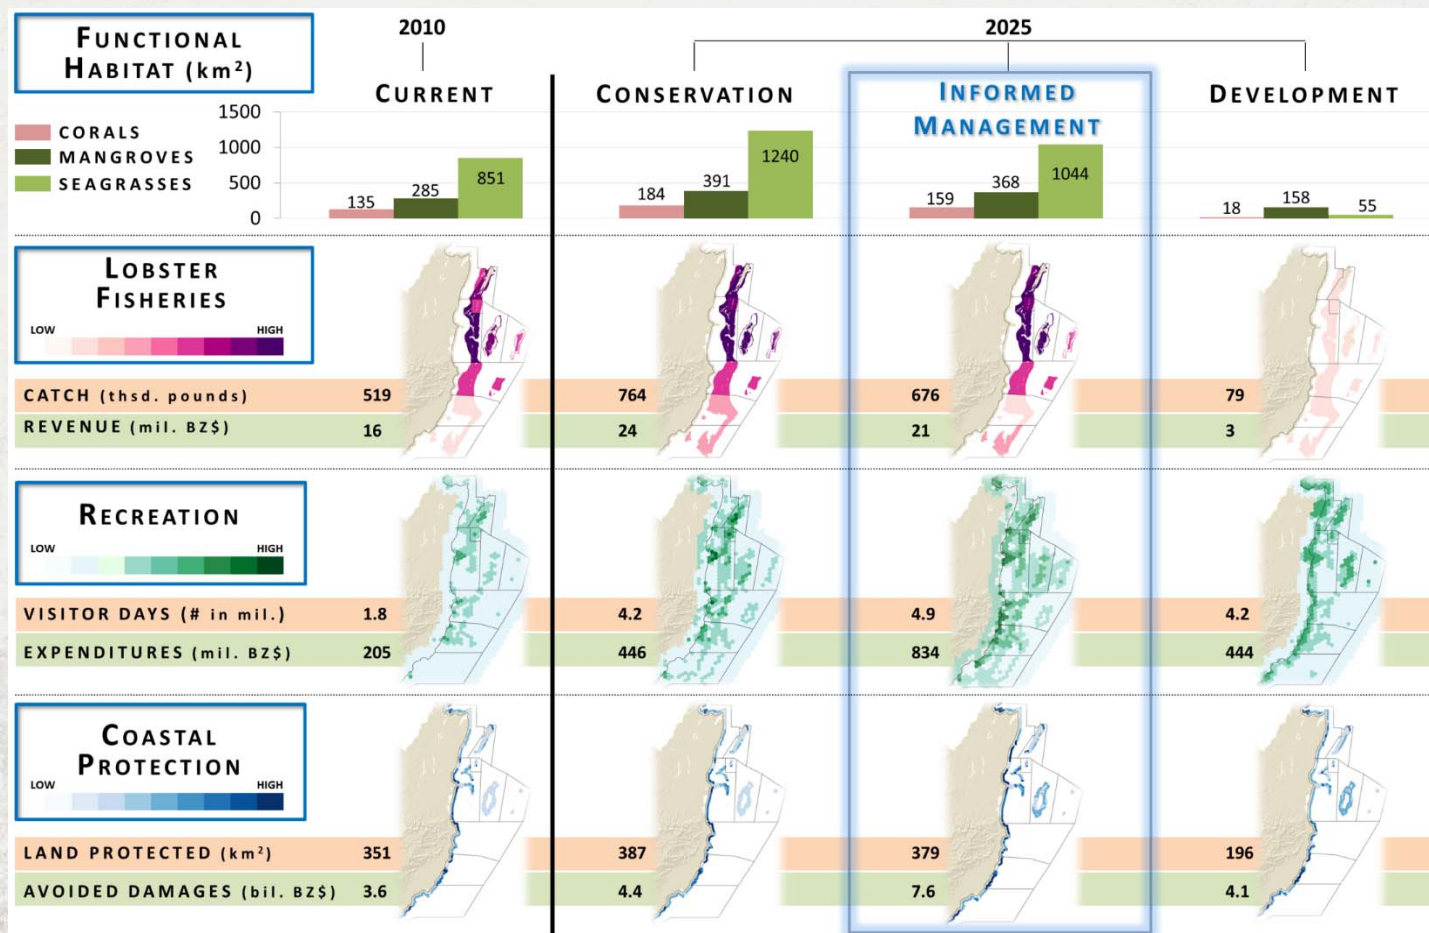 FUNCTIONAL
HABITAT (km²)
2010
2025
CURRENT
CONSERVATION
INFORMED
MANAGEMENT
DEVELOPMENT
CORALS
MANGROVES
SEAGRASSES
1500
1000
500
0
135
285
851
184
391
1240
159
368
1044
18
158
55
LOBSTER
FISHERIES
LOW HIGH
CATCH (thsd. pounds) 519 764 676 79
REVENUE (mil. BZ$) 16 24 21 3
RECREATION
LOW HIGH
VISITOR DAYS (# in mil.) 1.8 4.2 4.9 4.2
EXPENDITURES (mil. BZ$) 205 446 834 444
COASTAL
PROTECTION
LOW HIGH
LAND PROTECTED (km²) 351 387 379 196
AVOIDED DAMAGES (bil. BZ$) 3.6 4.4 7.6 4.1